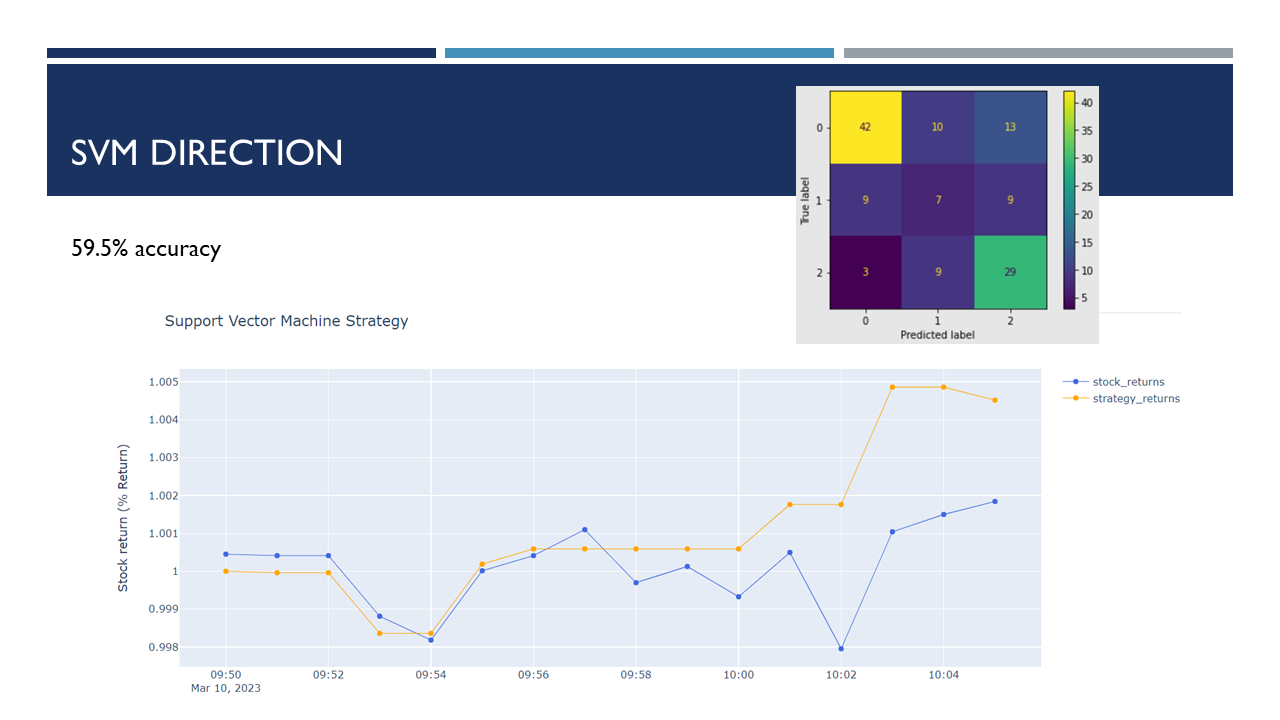 SVM DIRECTION
59.5% accuracy
42 10 13
9 7 9
3 9 29
True label
0
1
2
0 1 2
Predicted label
40
35
30
25
20
15
10
5
Support Vector Machine Strategy
Stock return (% Return)
1.005
1.004
1.003
1.002
1.001
1
0.999
0.998
09:50 09:52 09:54 09:56 09:58 10:00 10:02 10:04
Mar 10, 2023
stock_returns
strategy_returns